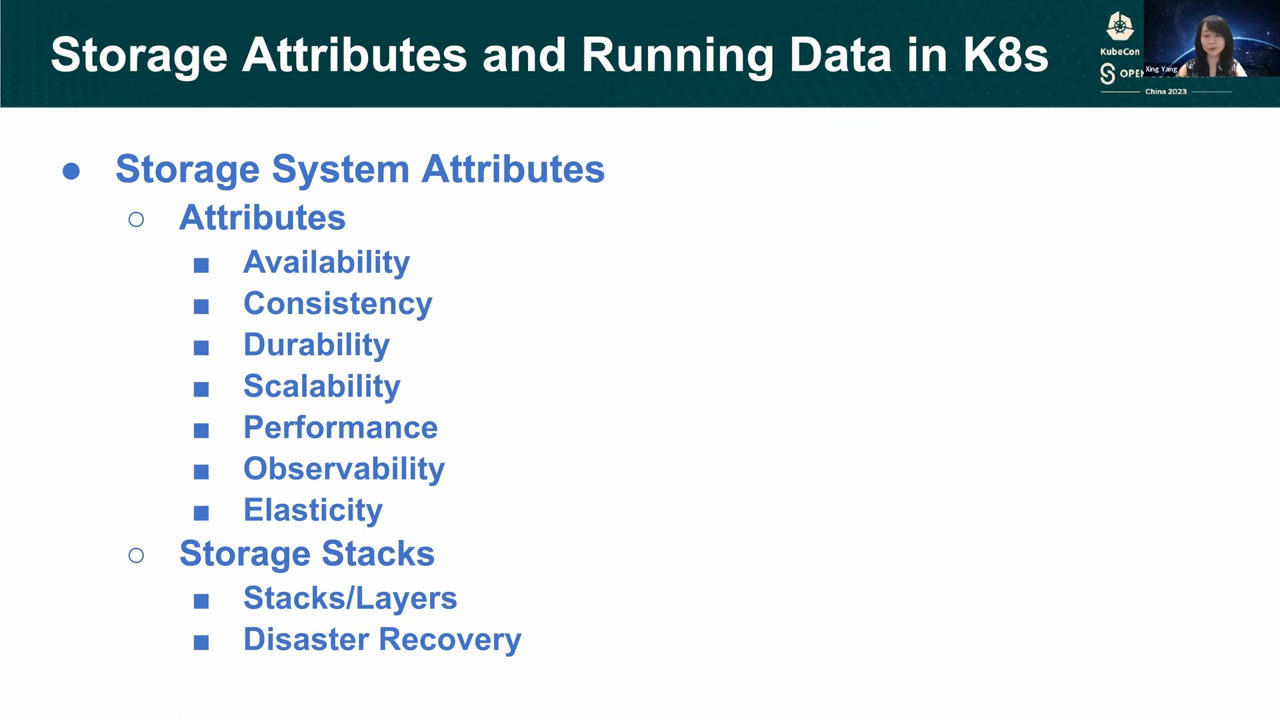 Storage Attributes and Running Data in K8s
KubeCon
OPE
China 2023
Xing Yang
● Storage System Attributes
○ Attributes
■ Availability
■ Consistency
■ Durability
■ Scalability
■ Performance
■ Observability
■ Elasticity
○ Storage Stacks
■ Stacks/Layers
■ Disaster Recovery